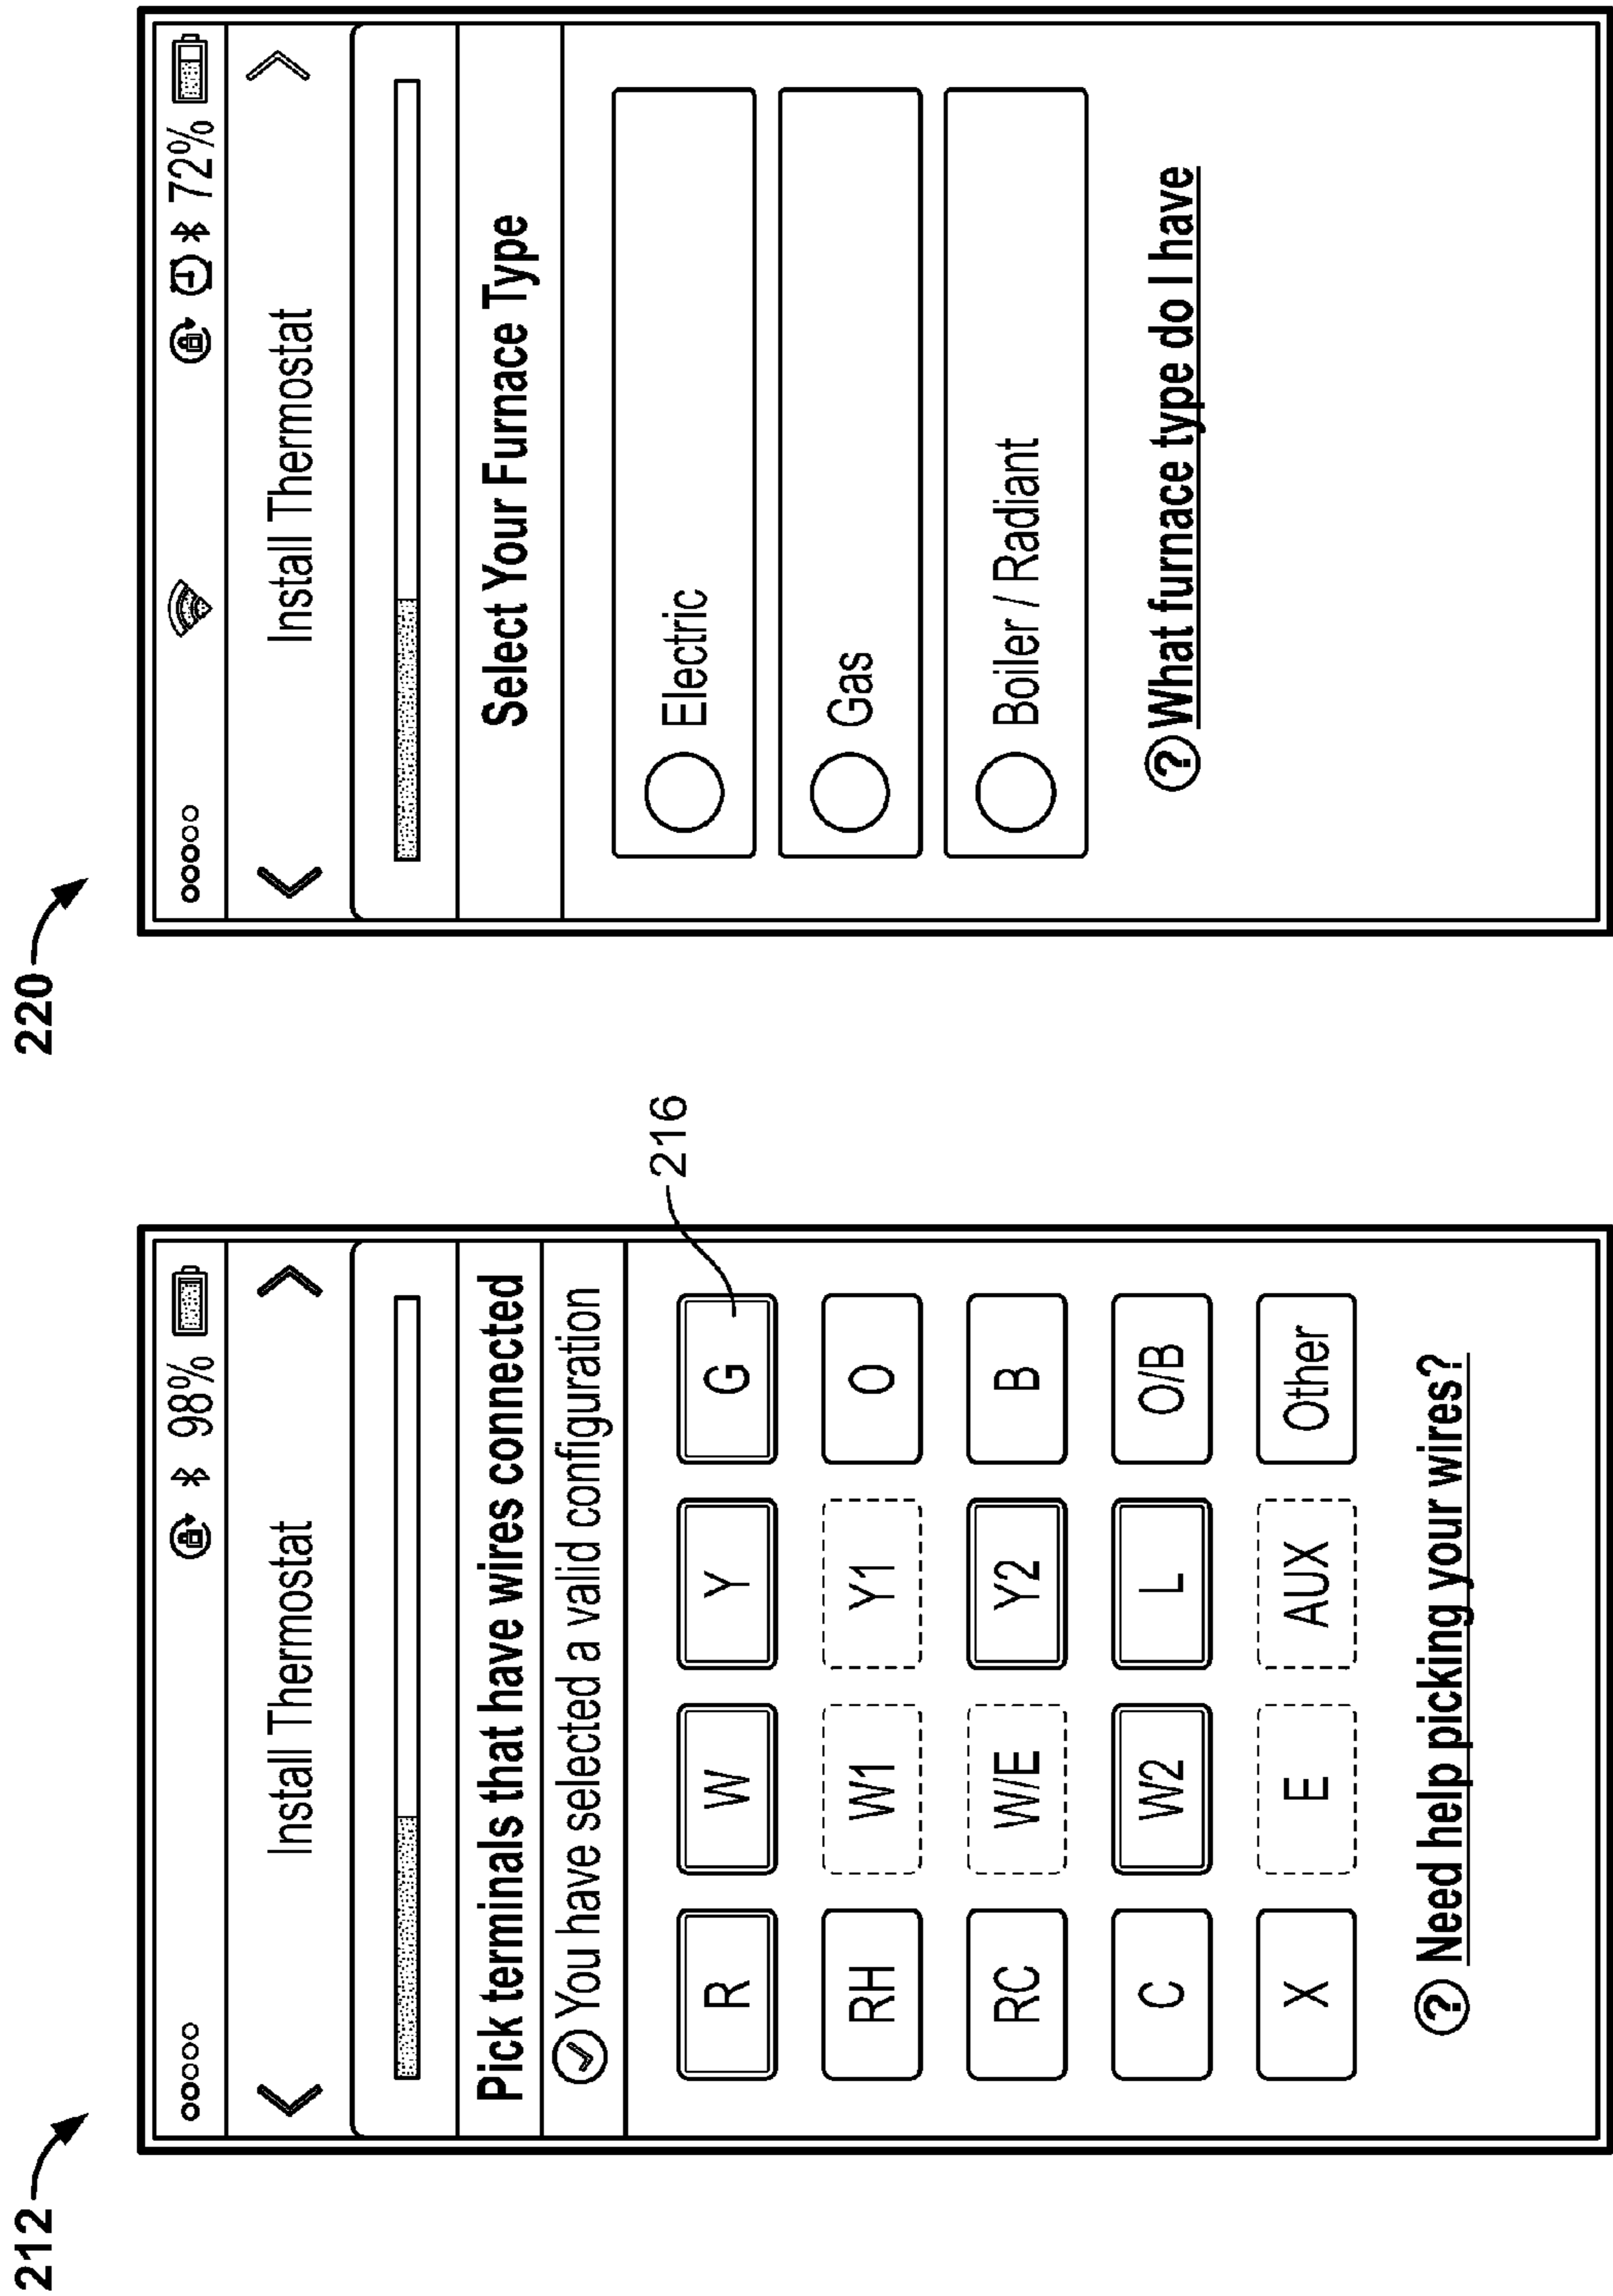 212
98%
Install Thermostat
Pick terminals that have wires connected
You have selected a valid configuration
R W Y G
216
RH W1 Y1 O
RC W/E Y2 B
C W2 L O/B
X E AUX Other
? Need help picking your wires?
220
72%
Install Thermostat
Select Your Furnace Type
Electric
Gas
Boiler / Radiant
? What furnace type do I have